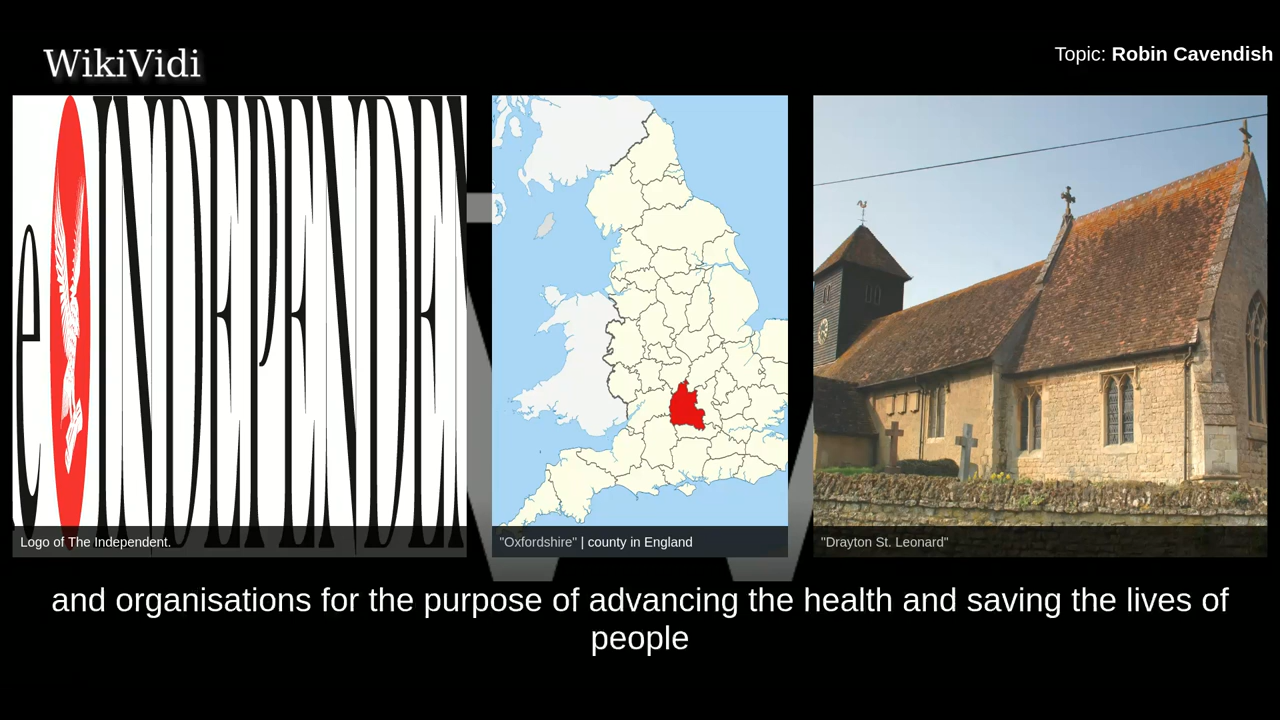 WikiVidi
Topic: Robin Cavendish
e INDEPENDEN
Logo of The Independent.
"Oxfordshire" | county in England
"Drayton St. Leonard"
and organisations for the purpose of advancing the health and saving the lives of
people